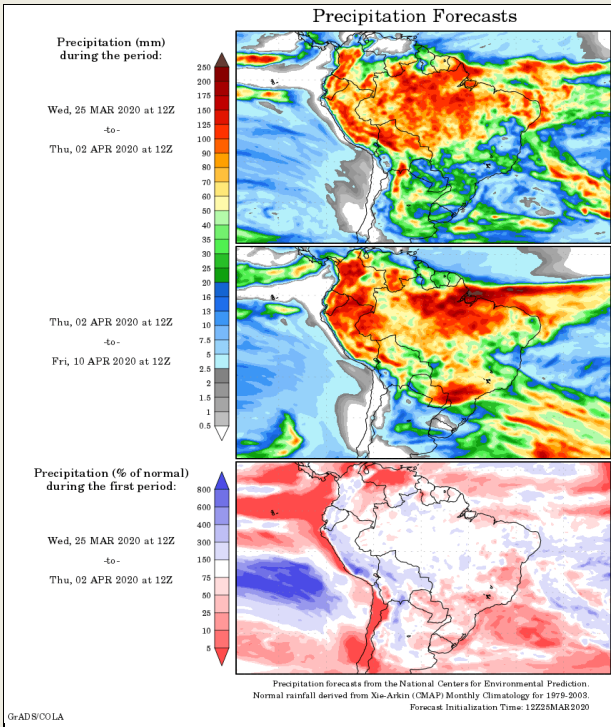 Precipitation Forecasts
Precipitation (mm)
during the period:
Wed, 25 MAR 2020 at 12Z
-to-
Thu, 02 APR 2020 at 12Z
250
200
175
150
125
100
90
80
70
60
50
40
35
30
25
20
16
13
10
7.5
5
2.5
2
1.5
1
0.5
Thu, 02 APR 2020 at 12Z
-to-
Fri, 10 APR 2020 at 12Z
Precipitation (% of normal)
during the first period:
Wed, 25 MAR 2020 at 12Z
-to-
Thu, 02 APR 2020 at 12Z
800
600
400
300
150
75
50
25
10
5
Precipitation forecasts from the National Centers for Environmental Prediction.
Normal rainfall derived from Xie-Arkin (CMAP) Monthly Climatology for 1979-2003.
Forecast Initialization Time: 12Z25MAR2020
GrADS/COLA